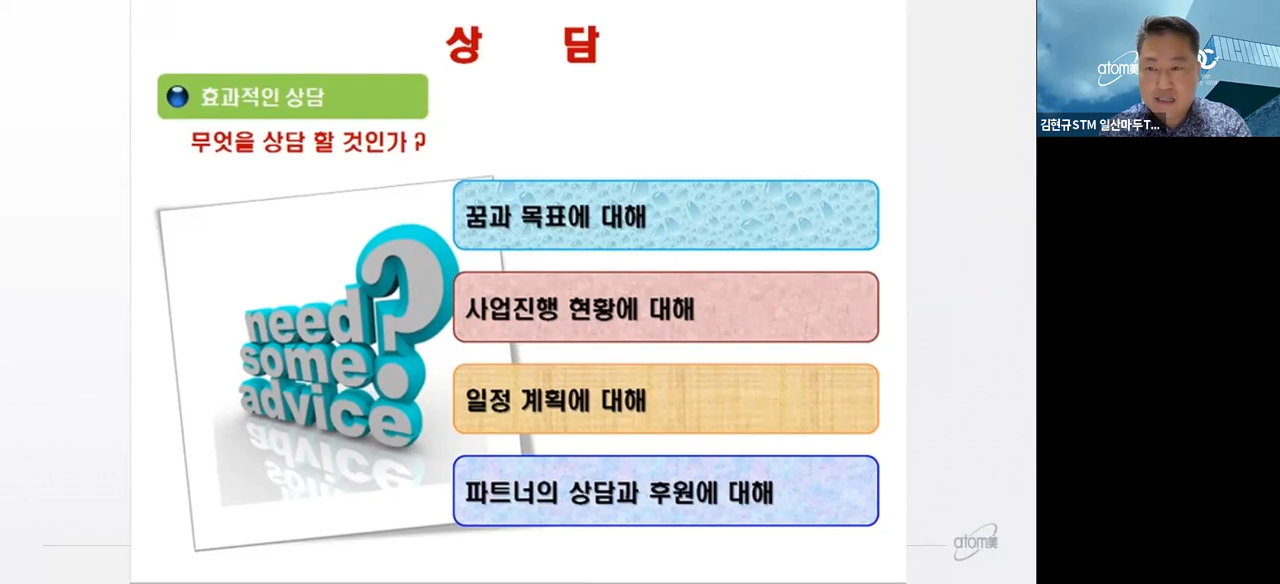 상 담
효과적인 상담
무엇을 상담 할 것인가 ?
need
some
advice
?
꿈과 목표에 대해
사업진행 현황에 대해
일정 계획에 대해
파트너의 상담과 후원에 대해
atom美
atom美
김현규STM 일산마두T...